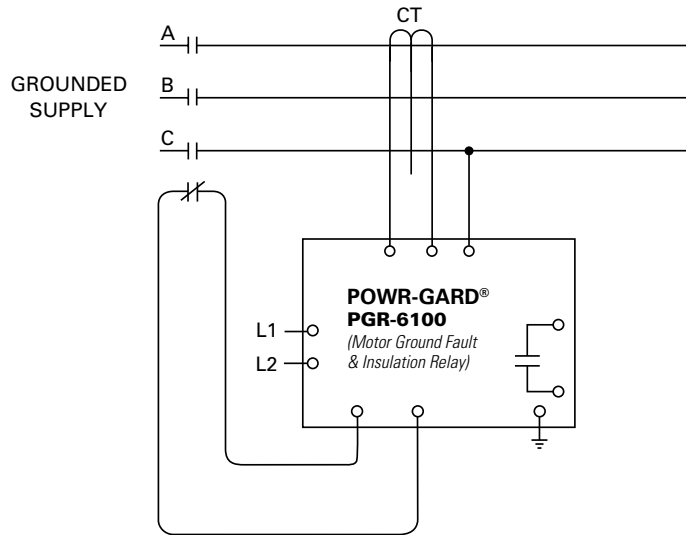 CT
A
GROUNDED
SUPPLY
B
C
POWR-GARD®
PGR-6100
(Motor Ground Fault
& Insulation Relay)
L1
L2